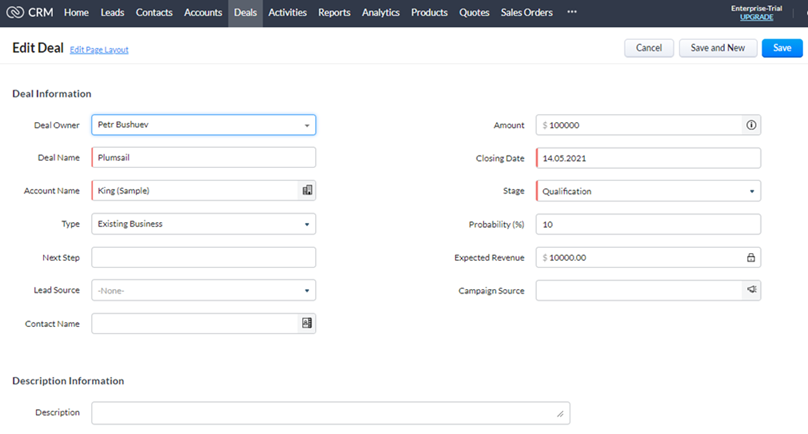 CRM Home Leads Contacts Accounts Deals Activities Reports Analytics Products Quotes Sales Orders ••• Enterprise-Trial
UPGRADE
Edit Deal Edit Page Layout Cancel Save and New Save
Deal Information
Deal Owner Petr Bushuev Amount $ 100000
Deal Name Plumsail Closing Date 14.05.2021
Account Name King (Sample) Stage Qualification
Type Existing Business Probability (%) 10
Next Step Expected Revenue $ 10000.00
Lead Source -None- Campaign Source
Contact Name
Description Information
Description